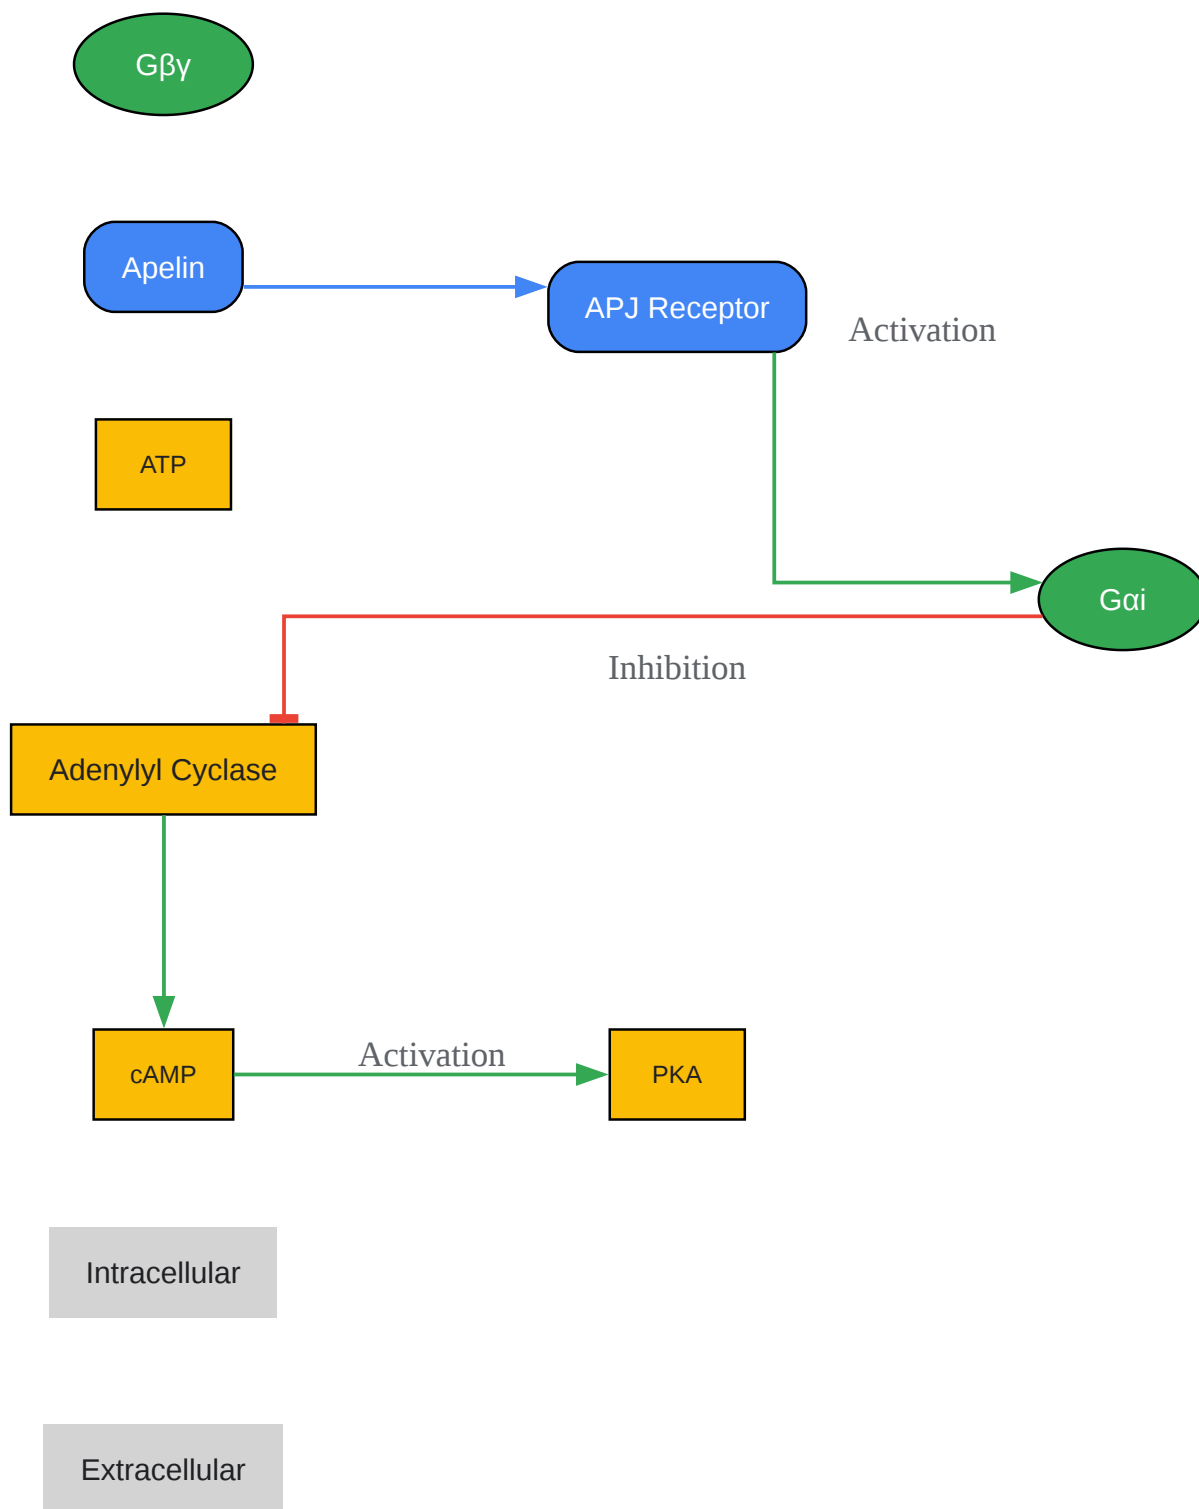 Gβγ
Apelin
APJ Receptor
Activation
ATP
Gαi
Inhibition
Adenylyl Cyclase
Activation
cAMP
PKA
Intracellular
Extracellular